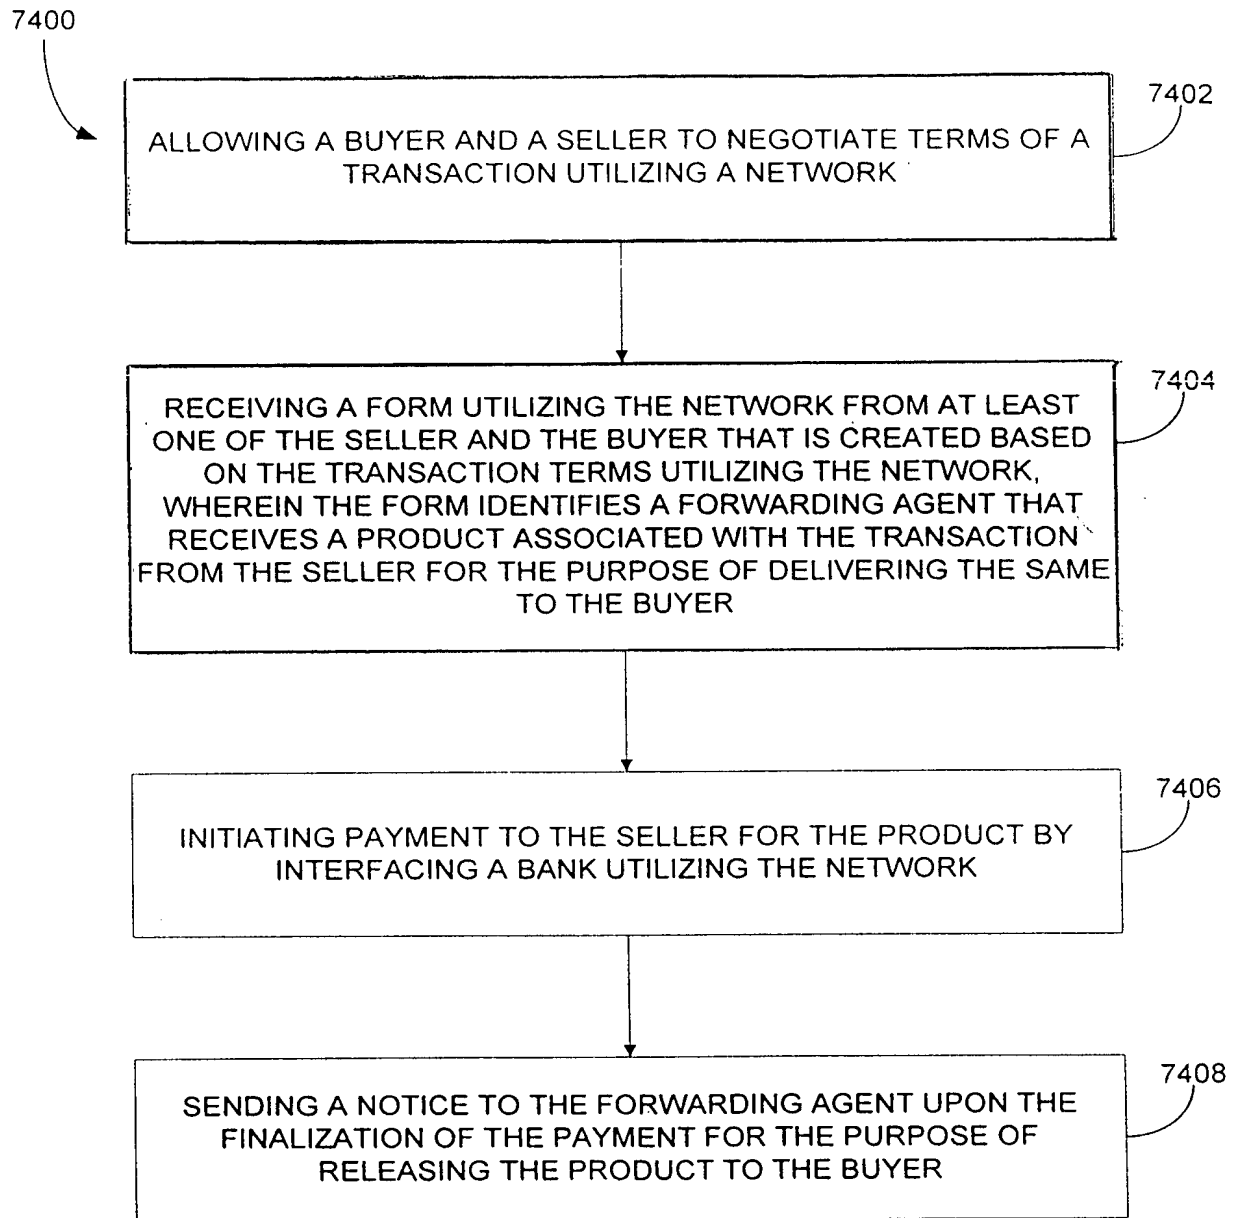 7400
7402
ALLOWING A BUYER AND A SELLER TO NEGOTIATE TERMS OF A
TRANSACTION UTILIZING A NETWORK
7404
RECEIVING A FORM UTILIZING THE NETWORK FROM AT LEAST
ONE OF THE SELLER AND THE BUYER THAT IS CREATED BASED
ON THE TRANSACTION TERMS UTILIZING THE NETWORK,
WHEREIN THE FORM IDENTIFIES A FORWARDING AGENT THAT
RECEIVES A PRODUCT ASSOCIATED WITH THE TRANSACTION
FROM THE SELLER FOR THE PURPOSE OF DELIVERING THE SAME
TO THE BUYER
7406
INITIATING PAYMENT TO THE SELLER FOR THE PRODUCT BY
INTERFACING A BANK UTILIZING THE NETWORK
7408
SENDING A NOTICE TO THE FORWARDING AGENT UPON THE
FINALIZATION OF THE PAYMENT FOR THE PURPOSE OF
RELEASING THE PRODUCT TO THE BUYER